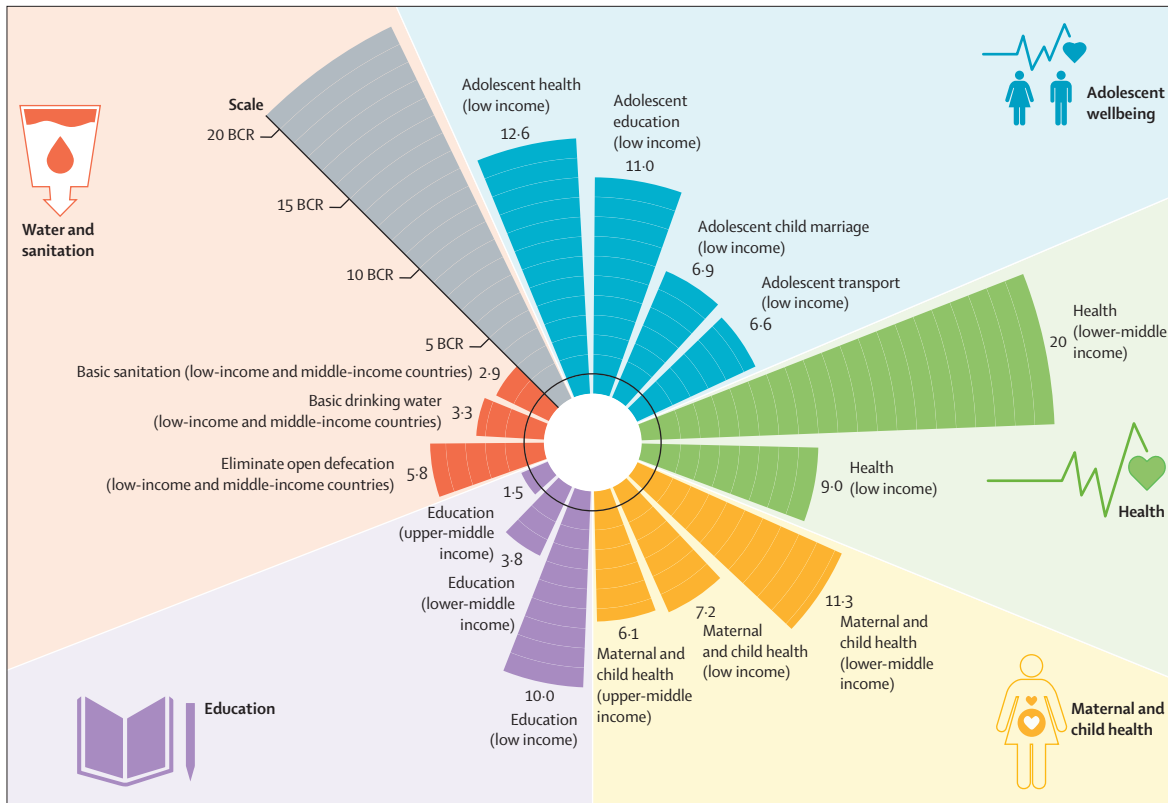 Scale
20 BCR
15 BCR
10 BCR
5 BCR
Water and
sanitation
Basic sanitation (low-income and middle-income countries)
2·9
Basic drinking water
(low-income and middle-income countries)
3·3
Eliminate open defecation
(low-income and middle-income countries)
5·8
Adolescent health
(low income)
12·6
Adolescent
education
(low income)
11·0
Adolescent child marriage
(low income)
6·9
Adolescent transport
(low income)
6·6
Adolescent
wellbeing
Health
(lower-middle
income)
20
Health
(low income)
9·0
Health
11·3
Maternal and
child health
(lower-middle
income)
7·2
Maternal
and child health
(low income)
6·1
Maternal and
child health
(upper-middle
income)
Maternal and
child health
1·5
Education
(upper-middle
income)
3·8
Education
(lower-middle
income)
10·0
Education
(low income)
Education